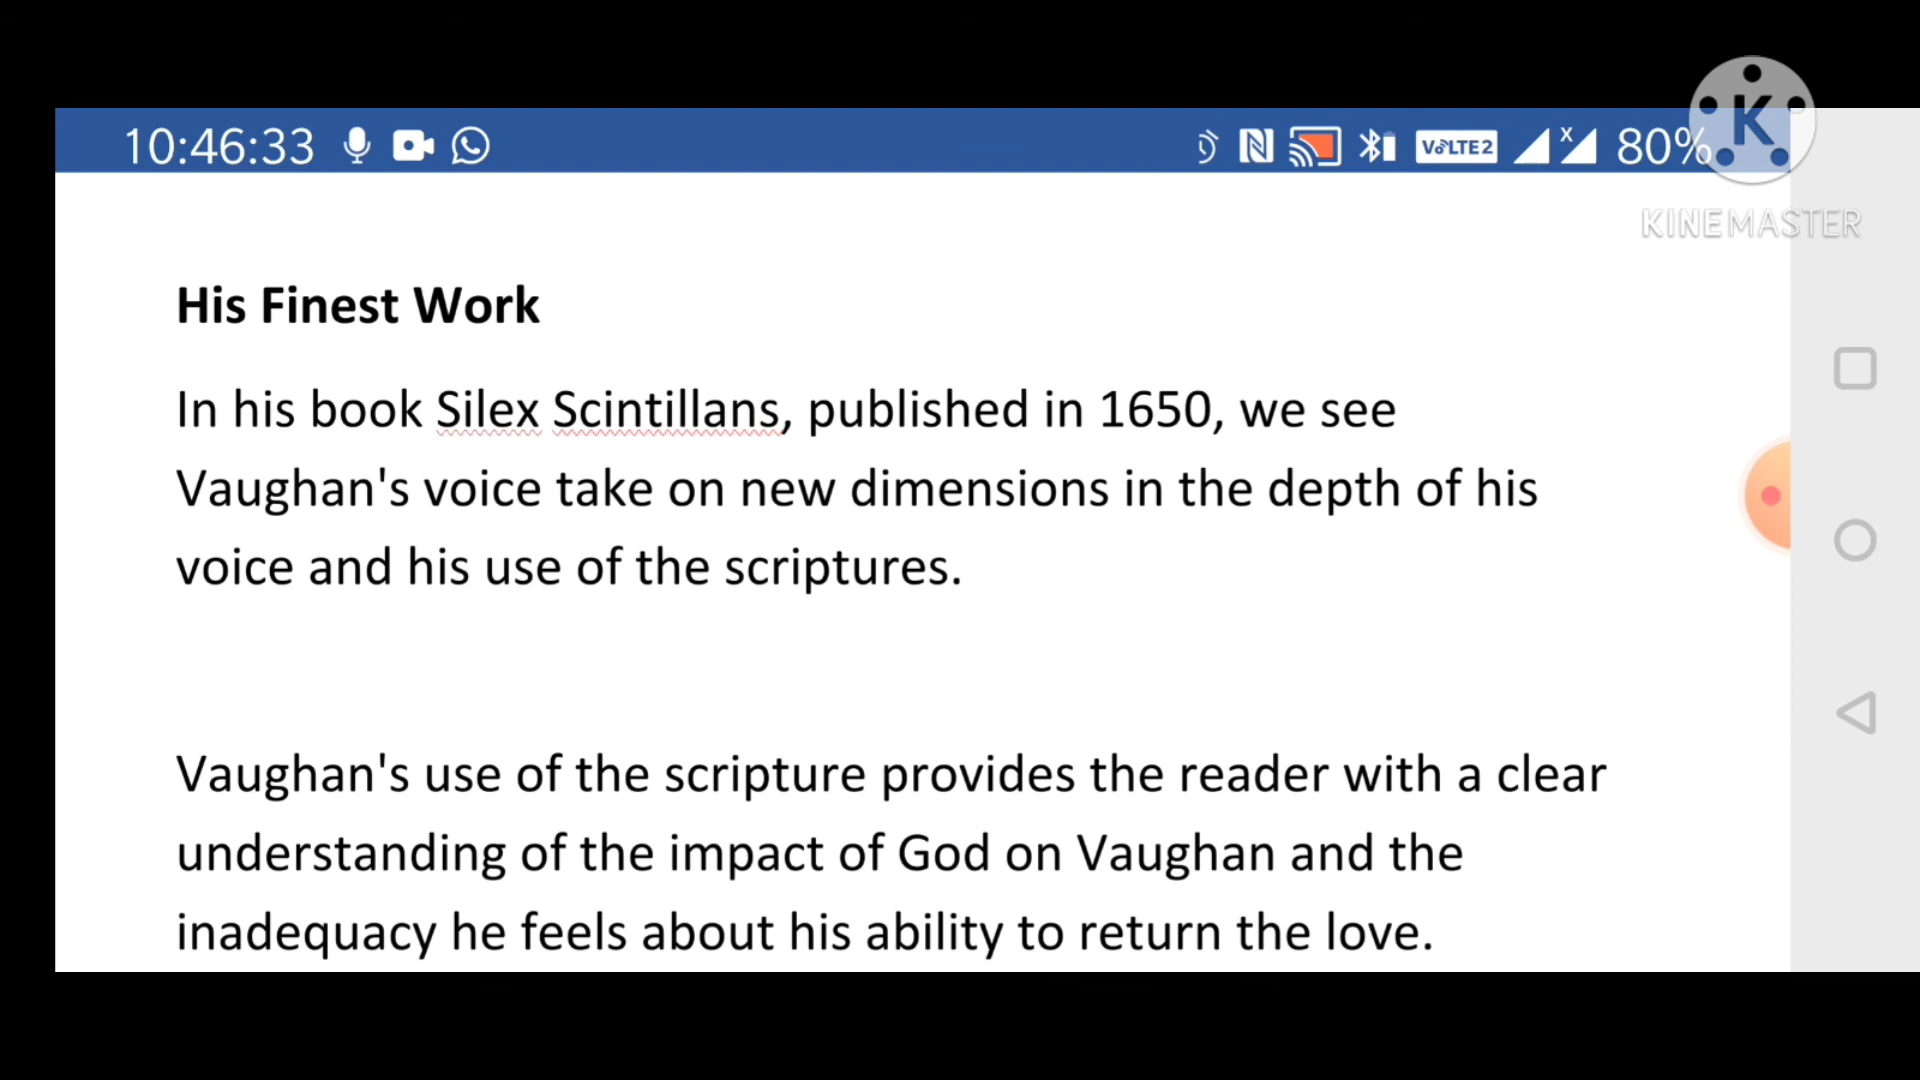 10:46:33 VoLTE2 x 80%
K
KINEMASTER
His Finest Work
In his book Silex Scintillans, published in 1650, we see
Vaughan's voice take on new dimensions in the depth of his
voice and his use of the scriptures.
Vaughan's use of the scripture provides the reader with a clear
understanding of the impact of God on Vaughan and the
inadequacy he feels about his ability to return the love.